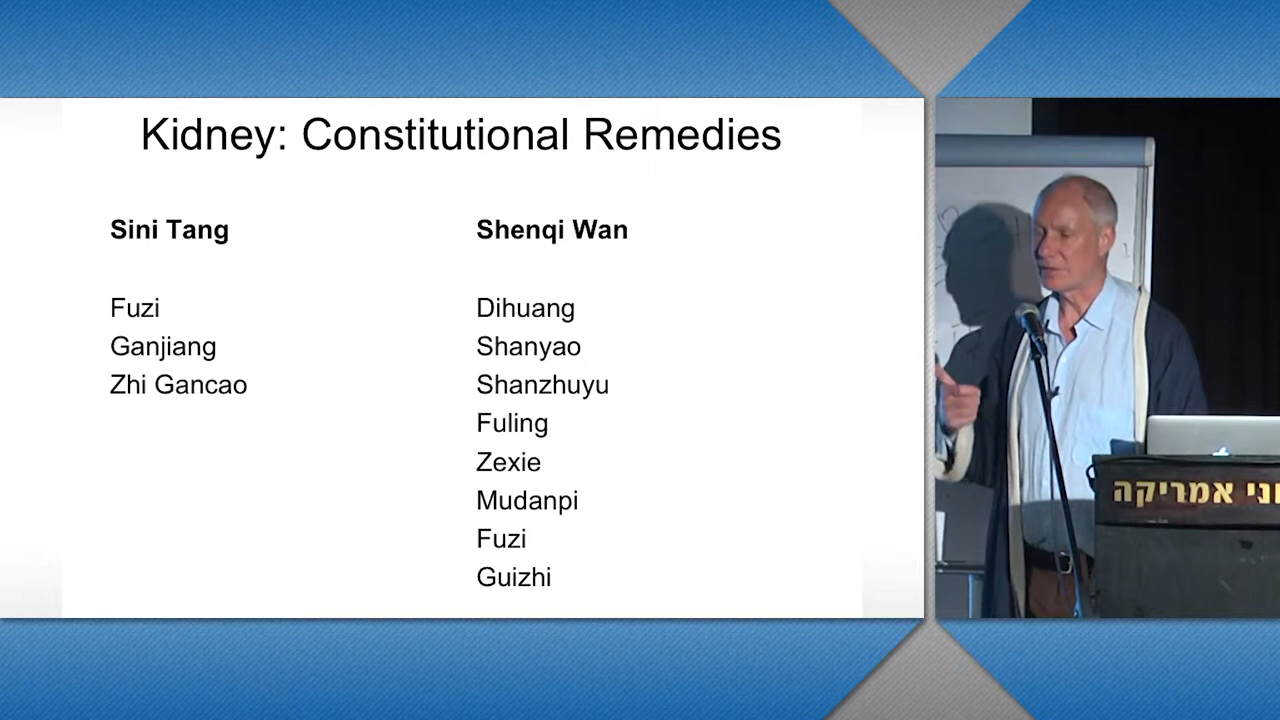 Kidney: Constitutional Remedies
Sini Tang
Fuzi
Ganjiang
Zhi Gancao
Shenqi Wan
Dihuang
Shanyao
Shanzhuyu
Fuling
Zexie
Mudanpi
Fuzi
Guizhi
אמריקה